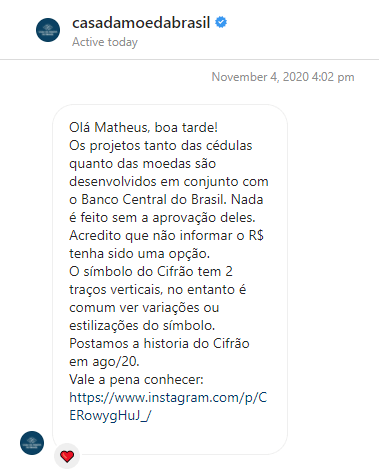 casadamoedabrasil
Active today
November 4, 2020 4:02 pm
Olá Matheus, boa tarde!
Os projetos tanto das cédulas
quanto das moedas são
desenvolvidos em conjunto com
o Banco Central do Brasil. Nada
é feito sem a aprovação deles.
Acredito que não informar o R$
tenha sido uma opção.
O símbolo do Cifrão tem 2
traços verticais, no entanto é
comum ver variações ou
estilizações do símbolo.
Postamos a historia do Cifrão
em ago/20.
Vale a pena conhecer:
https://www.instagram.com/p/C
ERowygHuJ_/